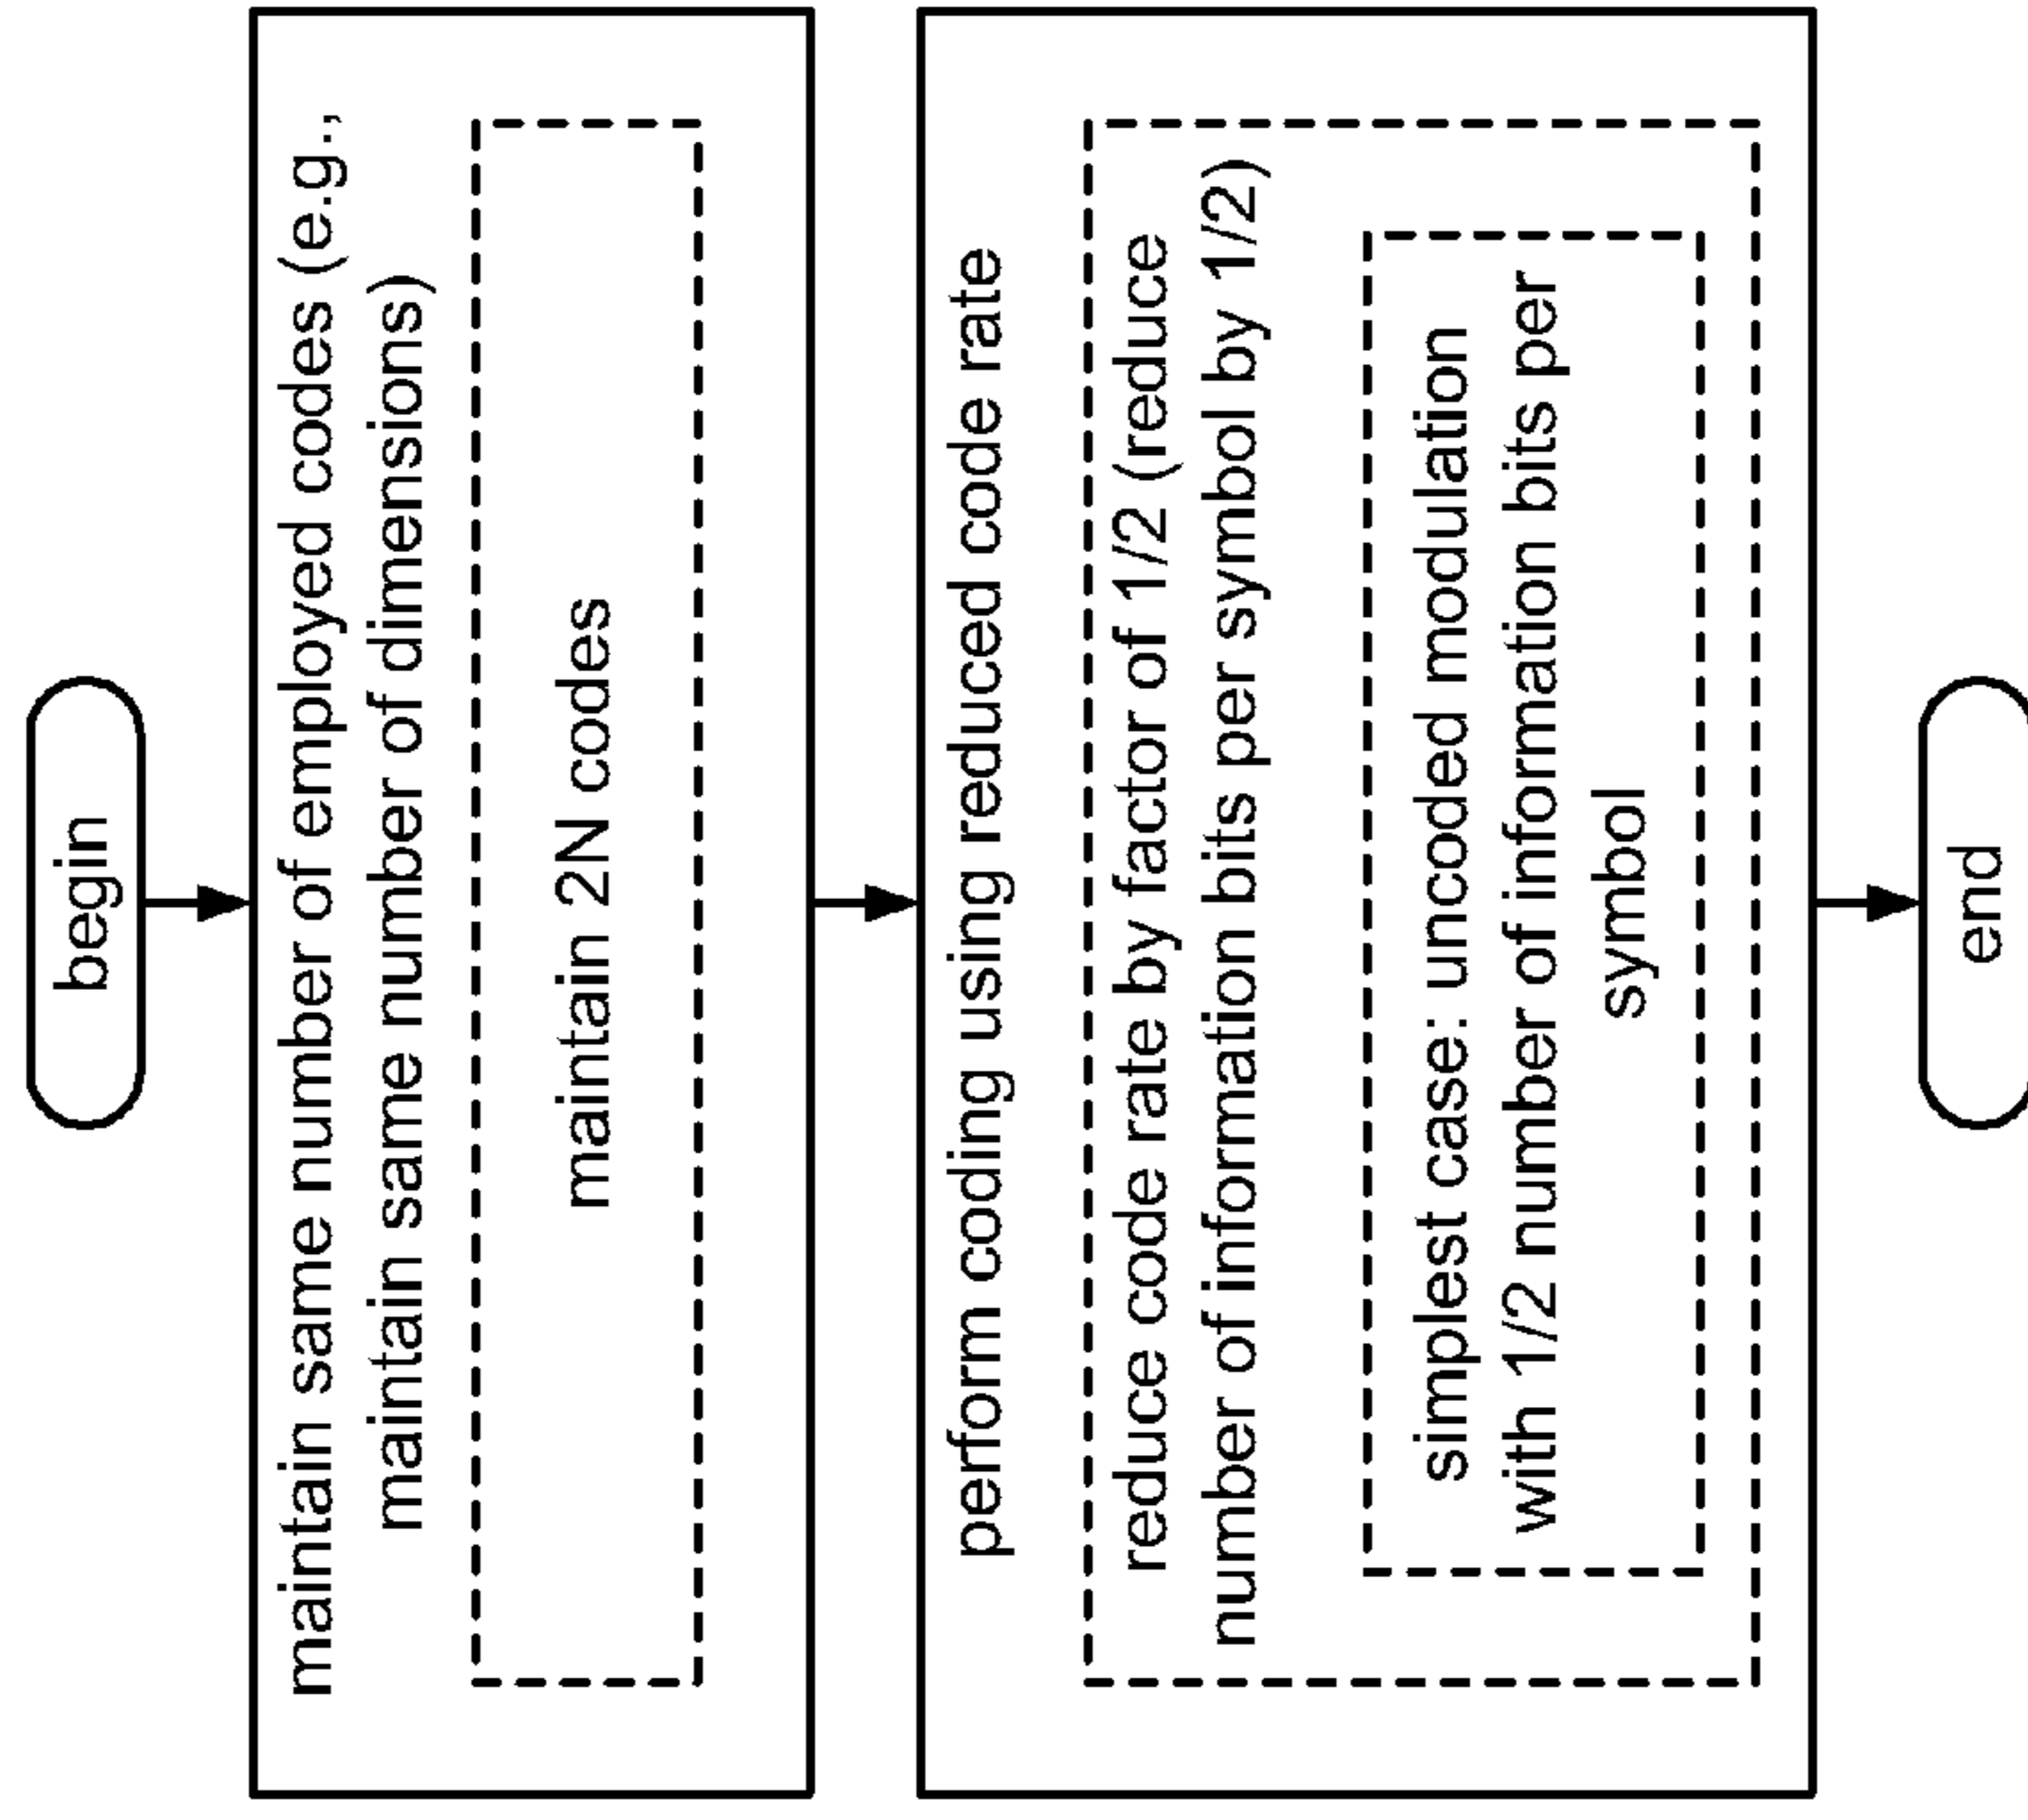 begin
maintain same number of employed codes (e.g.,
maintain same number of dimensions)
maintain 2N codes
perform coding using reduced code rate
reduce code rate by factor of 1/2 (reduce
number of information bits per symbol by 1/2)
simplest case: uncoded modulation
with 1/2 number of information bits per
symbol
end